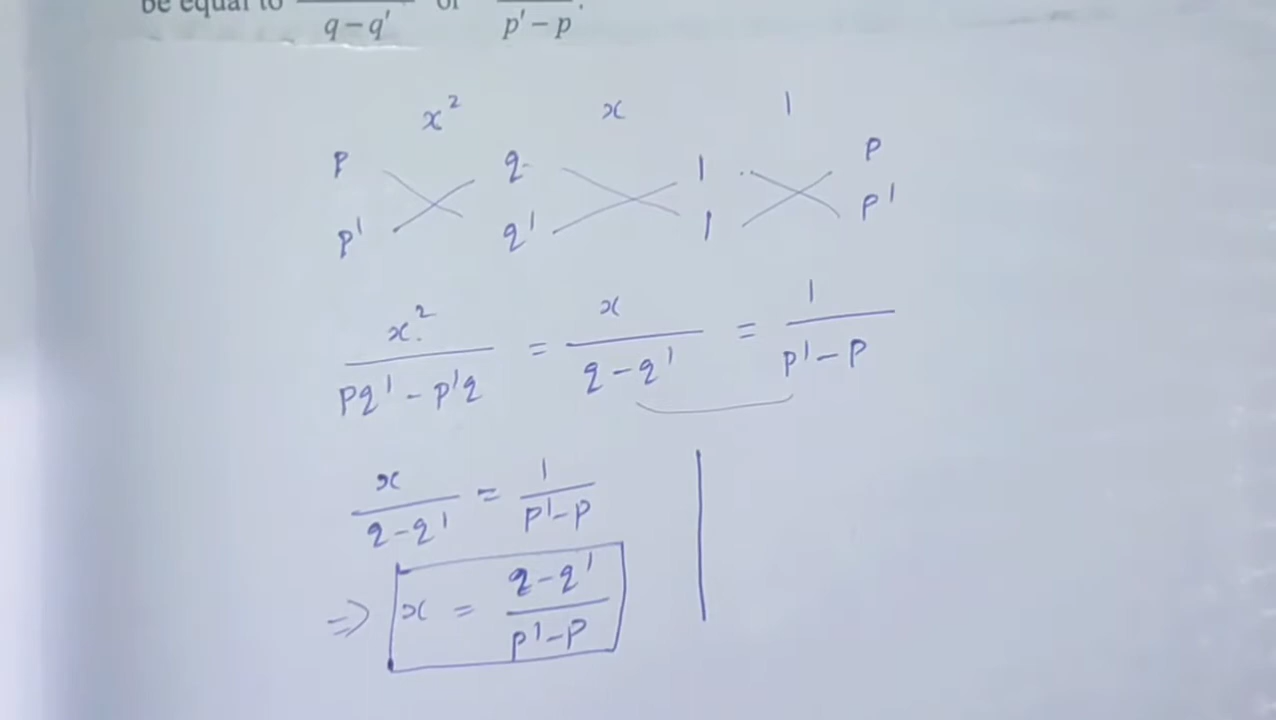 be equal to ——— or ———.
q − q′ p′ − p
x² x 1
p q 1 p
p' q' 1 p'
x² / (pq' − p'q) = x / (q − q') = 1 / (p' − p)
x / (q − q') = 1 / (p' − p)
⇒ x = (q − q') / (p' − p)